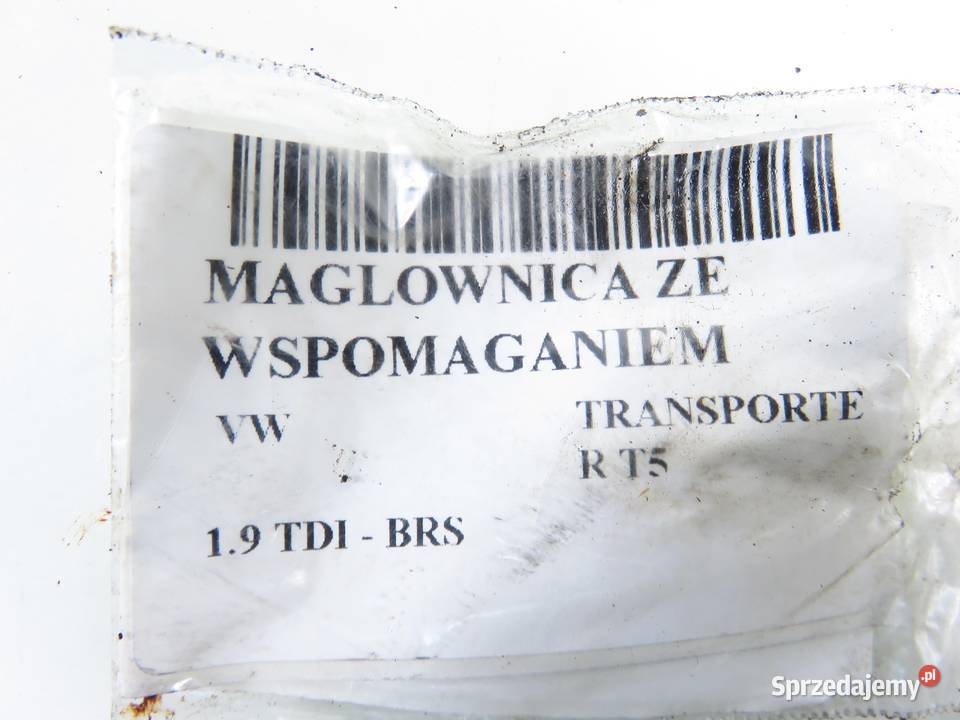 MAGLOWNICA ZE
WSPOMAGANIEM
VW TRANSPORTE
R T5
1.9 TDI - BRS
Sprzedajemy.pl